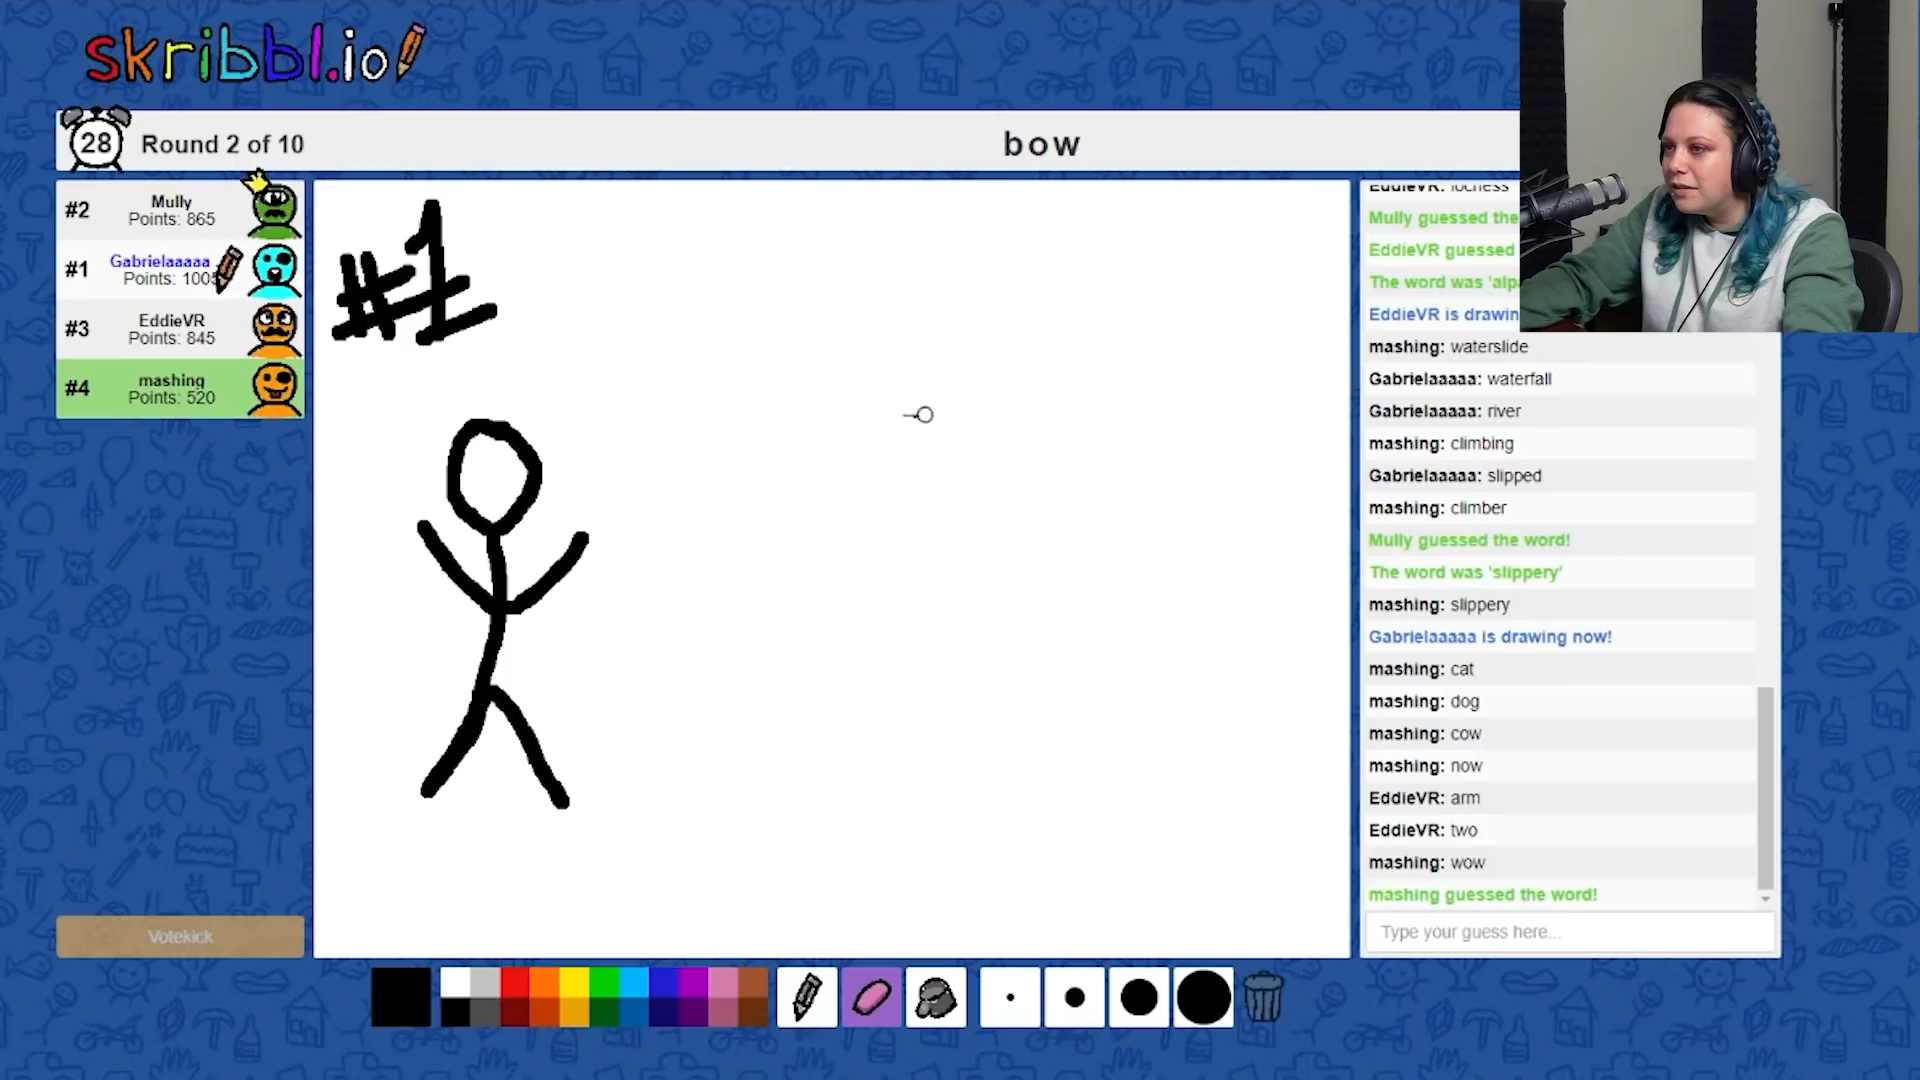 skribbl.io
28
Round 2 of 10
bow
#2
Mully
Points: 865
#1
Gabrielaaaaa
Points: 1005
#3
EddieVR
Points: 845
#4
mashing
Points: 520
Votekick
#1
EddieVR: lochess
Mully guessed the
EddieVR guessed
The word was 'alp
EddieVR is drawin
mashing: waterslide
Gabrielaaaaa: waterfall
Gabrielaaaaa: river
mashing: climbing
Gabrielaaaaa: slipped
mashing: climber
Mully guessed the word!
The word was 'slippery'
mashing: slippery
Gabrielaaaaa is drawing now!
mashing: cat
mashing: dog
mashing: cow
mashing: now
EddieVR: arm
EddieVR: two
mashing: wow
mashing guessed the word!
Type your guess here...